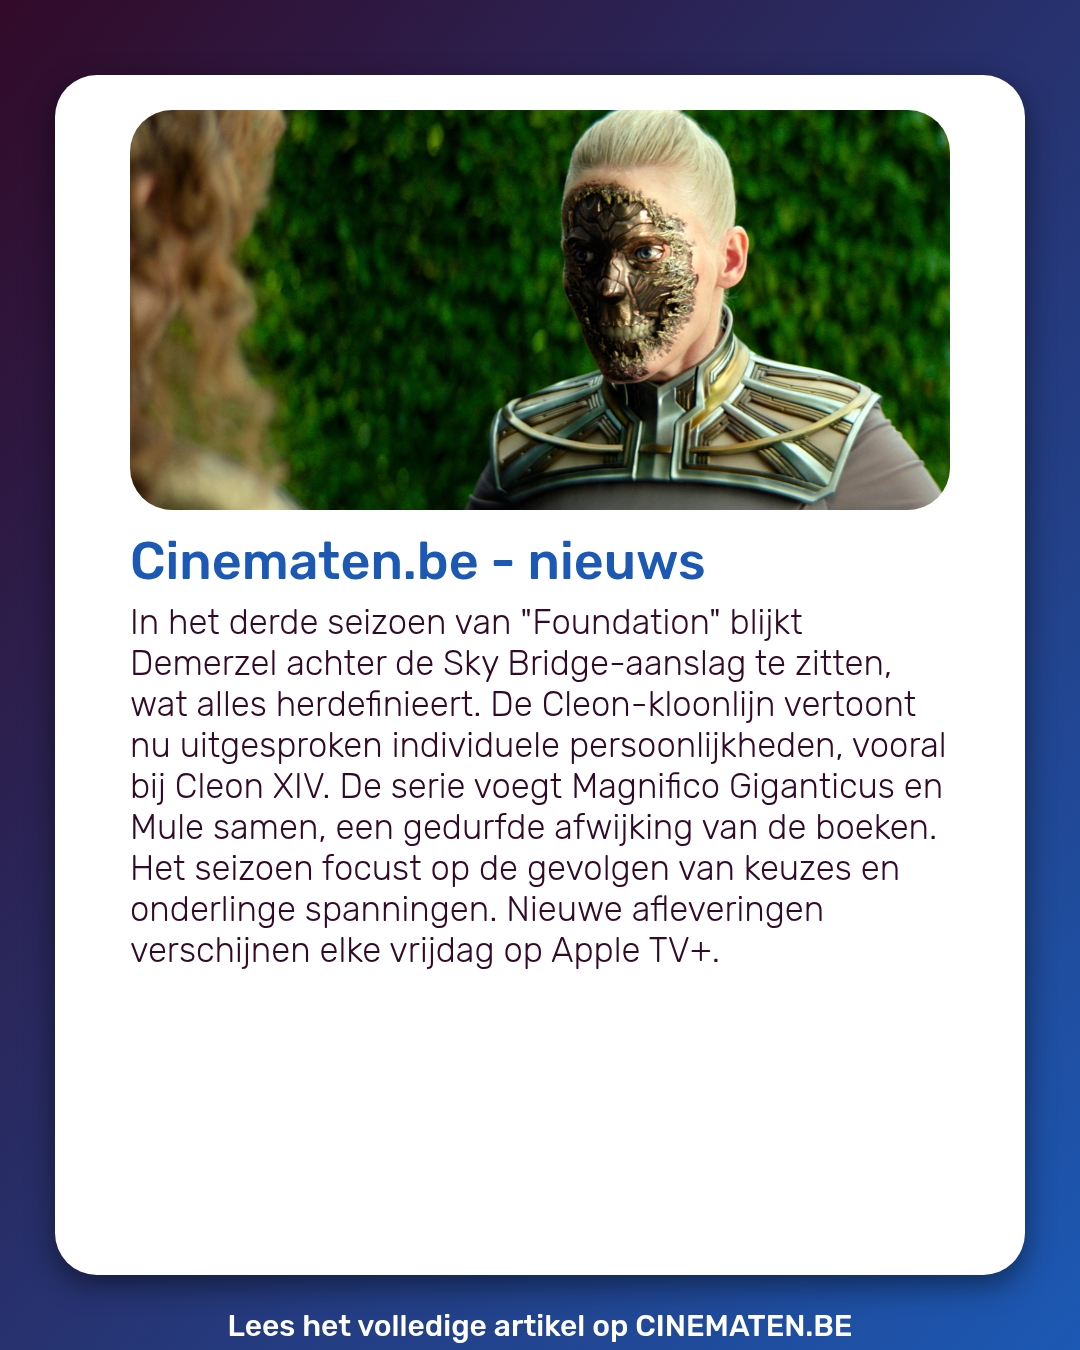 Cinematen.be - nieuws
In het derde seizoen van "Foundation" blijkt
Demerzel achter de Sky Bridge-aanslag te zitten,
wat alles herdefinieert. De Cleon-kloonlijn vertoont
nu uitgesproken individuele persoonlijkheden, vooral
bij Cleon XIV. De serie voegt Magnifico Giganticus en
Mule samen, een gedurfde afwijking van de boeken.
Het seizoen focust op de gevolgen van keuzes en
onderlinge spanningen. Nieuwe afleveringen
verschijnen elke vrijdag op Apple TV+.
Lees het volledige artikel op CINEMATEN.BE